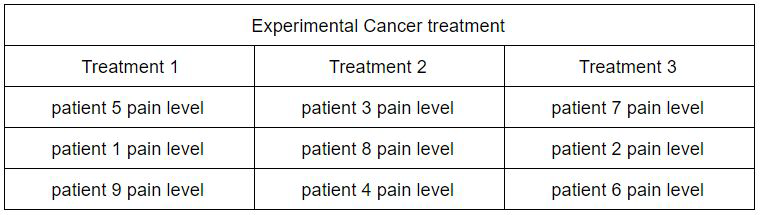 Experimental Cancer treatment
Treatment 1 Treatment 2 Treatment 3
patient 5 pain level patient 3 pain level patient 7 pain level
patient 1 pain level patient 8 pain level patient 2 pain level
patient 9 pain level patient 4 pain level patient 6 pain level